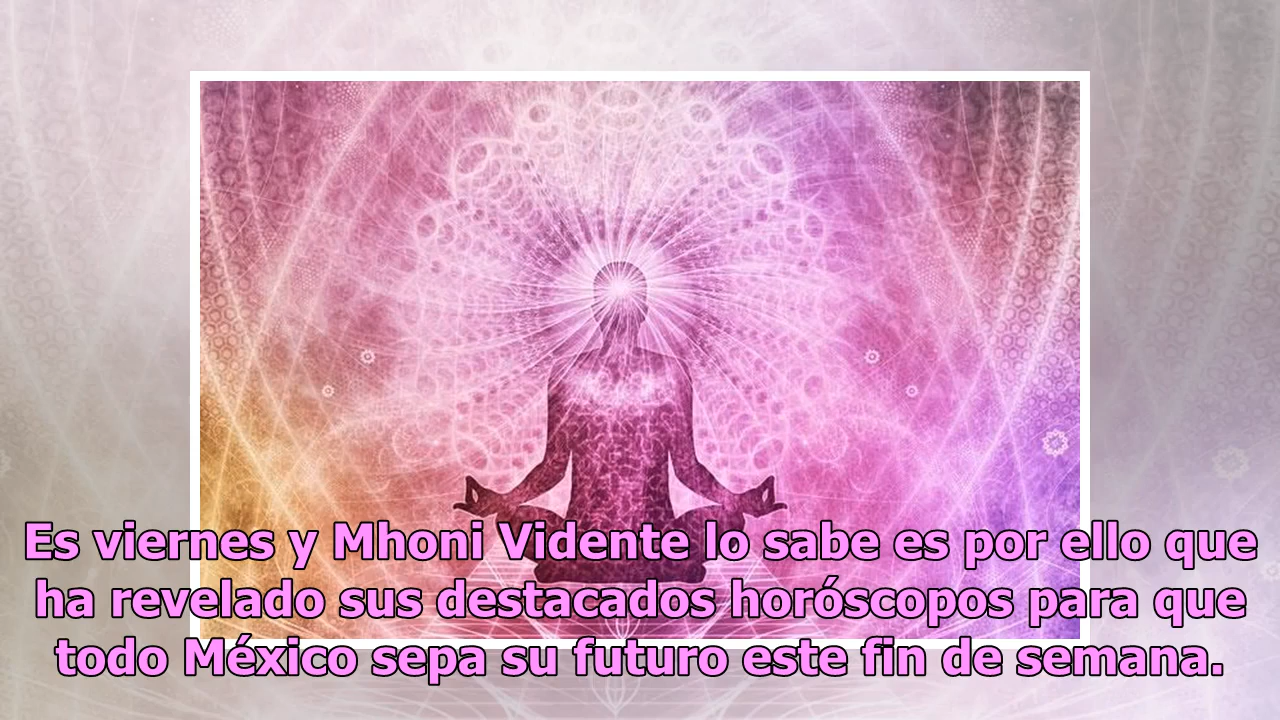 Es viernes y Mhoni Vidente lo sabe es por ello que
ha revelado sus destacados horóscopos para que
todo México sepa su futuro este fin de semana.